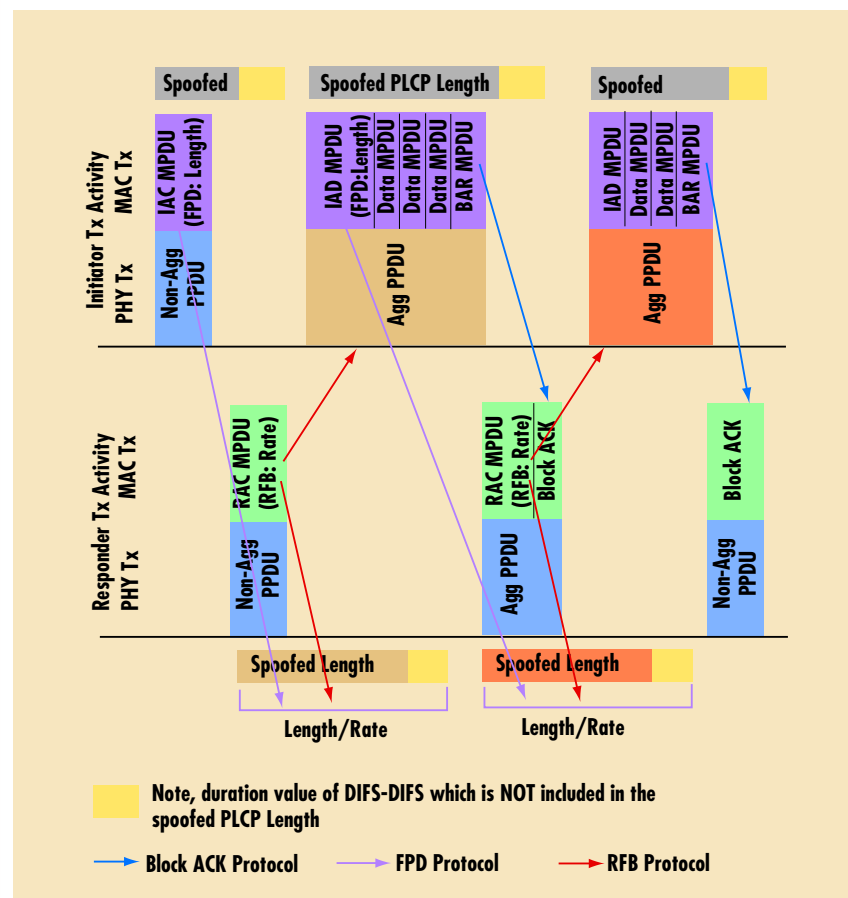 Spoofed
Spoofed PLCP Length
Spoofed
Initiator Tx Activity
MAC Tx
PHY Tx
IAC MPDU
(FPD: Length)
Non-Agg
PPDU
IAD MPDU
(FPD:Length)
Data MPDU
Data MPDU
Data MPDU
BAR MPDU
Agg PPDU
IAD MPDU
Data MPDU
Data MPDU
BAR MPDU
Agg PPDU
Responder Tx Activity
MAC Tx
PHY Tx
RAC MPDU
(RFB: Rate)
Non-Agg
PPDU
RAC MPDU
(RFB: Rate)
Block ACK
Agg PPDU
Block ACK
Non-Agg
PPDU
Spoofed Length
Spoofed Length
Length/Rate
Length/Rate
Note, duration value of DIFS-DIFS which is NOT included in the
spoofed PLCP Length
Block ACK Protocol
FPD Protocol
RFB Protocol